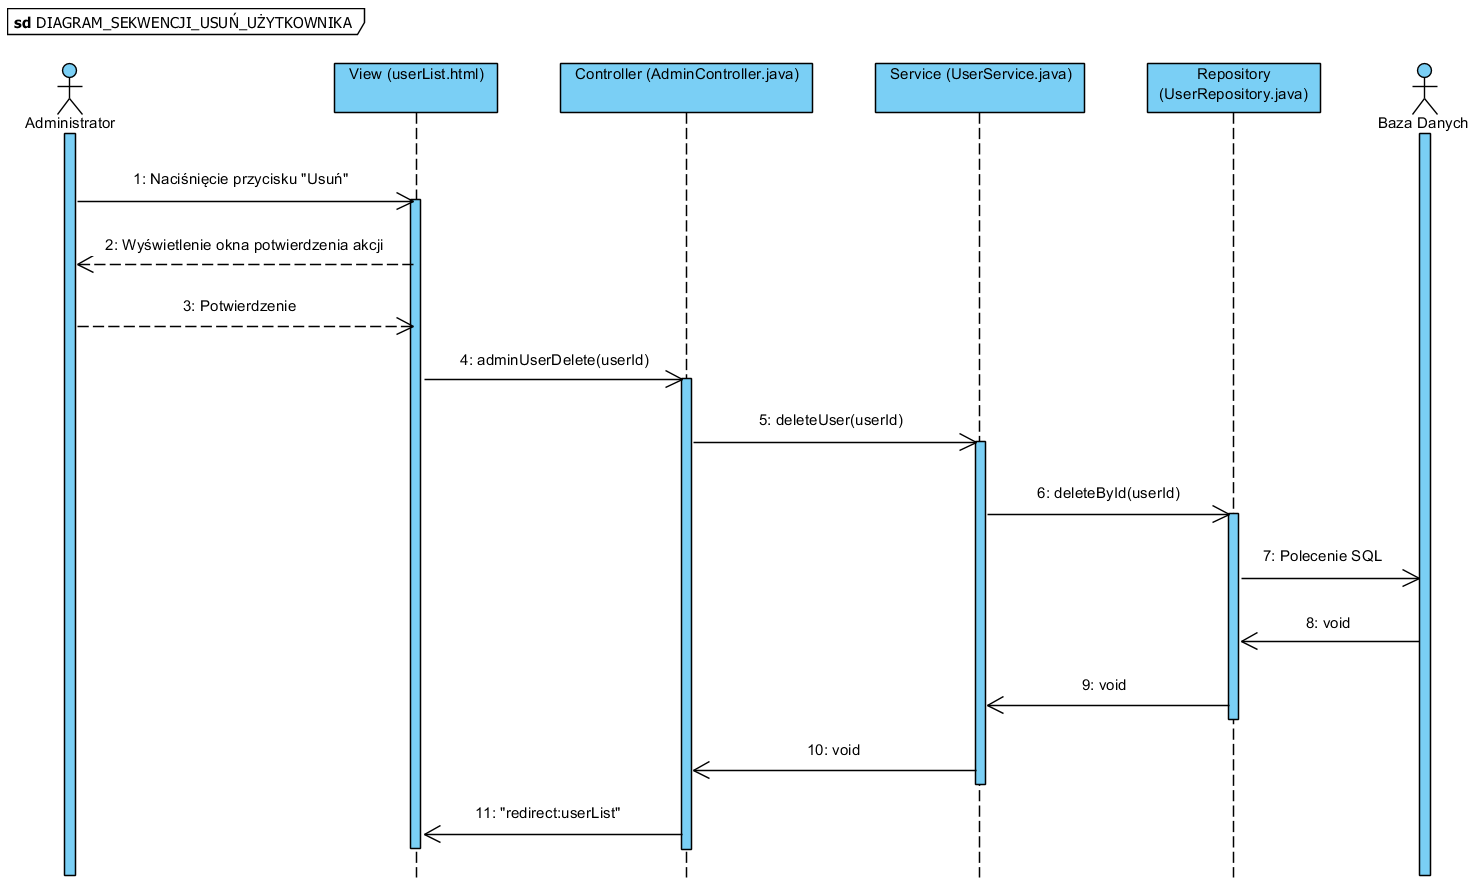 sd DIAGRAM_SEKWENCJI_USUŃ_UŻYTKOWNIKA
Administrator
View (userList.html)
Controller (AdminController.java)
Service (UserService.java)
Repository
(UserRepository.java)
Baza Danych
1: Naciśnięcie przycisku "Usuń"
2: Wyświetlenie okna potwierdzenia akcji
3: Potwierdzenie
4: adminUserDelete(userId)
5: deleteUser(userId)
6: deleteById(userId)
7: Polecenie SQL
8: void
9: void
10: void
11: "redirect:userList"